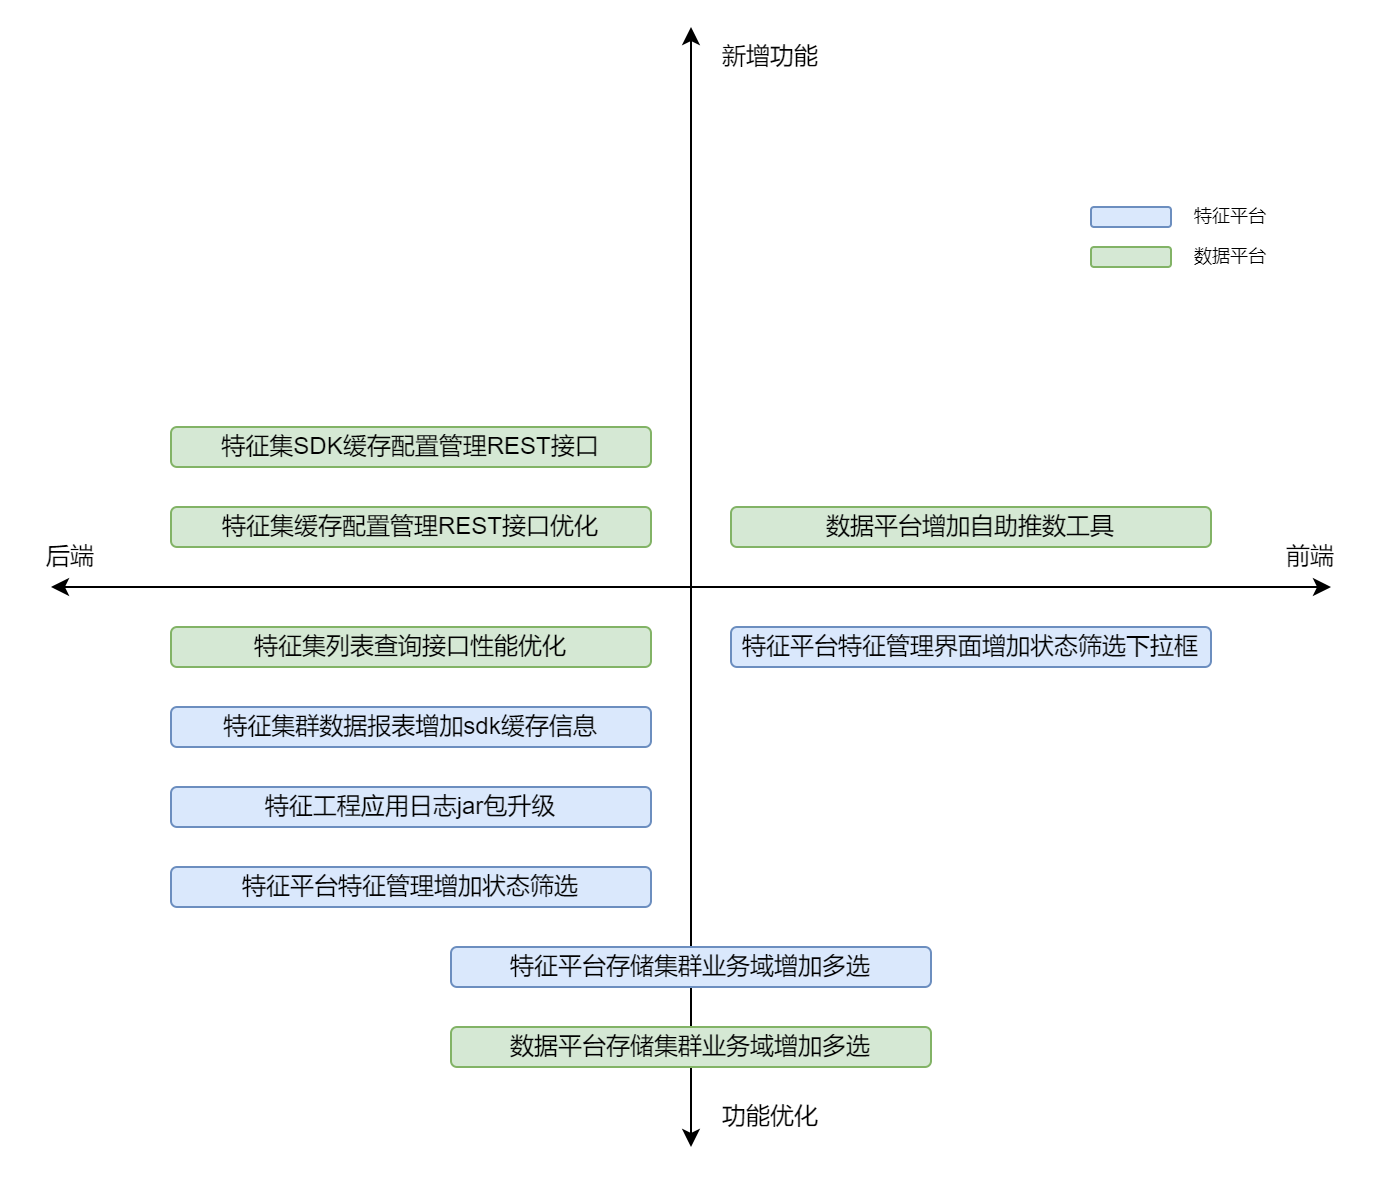 新增功能
特征平台
数据平台
特征集SDK缓存配置管理REST接口
特征集缓存配置管理REST接口优化
数据平台增加自助推数工具
后端
前端
特征集列表查询接口性能优化
特征平台特征管理界面增加状态筛选下拉框
特征集群数据报表增加sdk缓存信息
特征工程应用日志jar包升级
特征平台特征管理增加状态筛选
特征平台存储集群业务域增加多选
数据平台存储集群业务域增加多选
功能优化